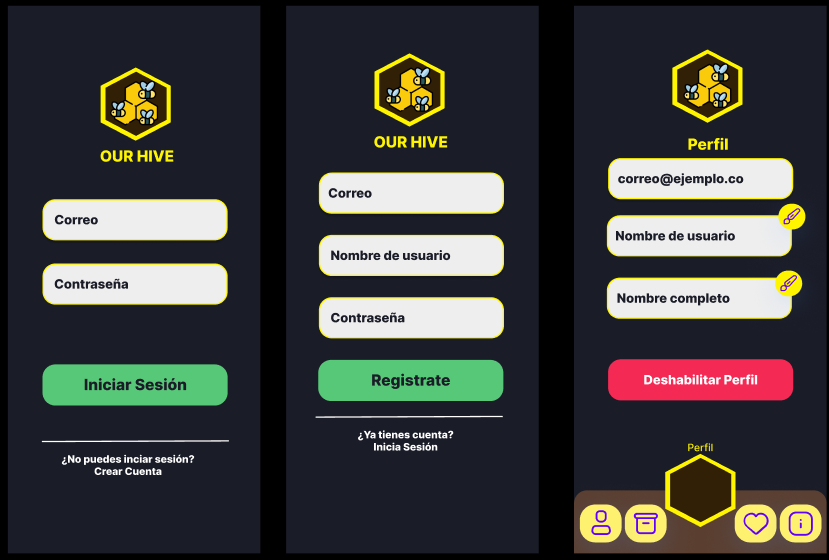 OUR HIVE
Correo
Contraseña
Iniciar Sesión
¿No puedes inciar sesión?
Crear Cuenta
OUR HIVE
Correo
Nombre de usuario
Contraseña
Registrate
¿Ya tienes cuenta?
Inicia Sesión
Perfil
correo@ejemplo.co
Nombre de usuario
Nombre completo
Deshabilitar Perfil
Perfil